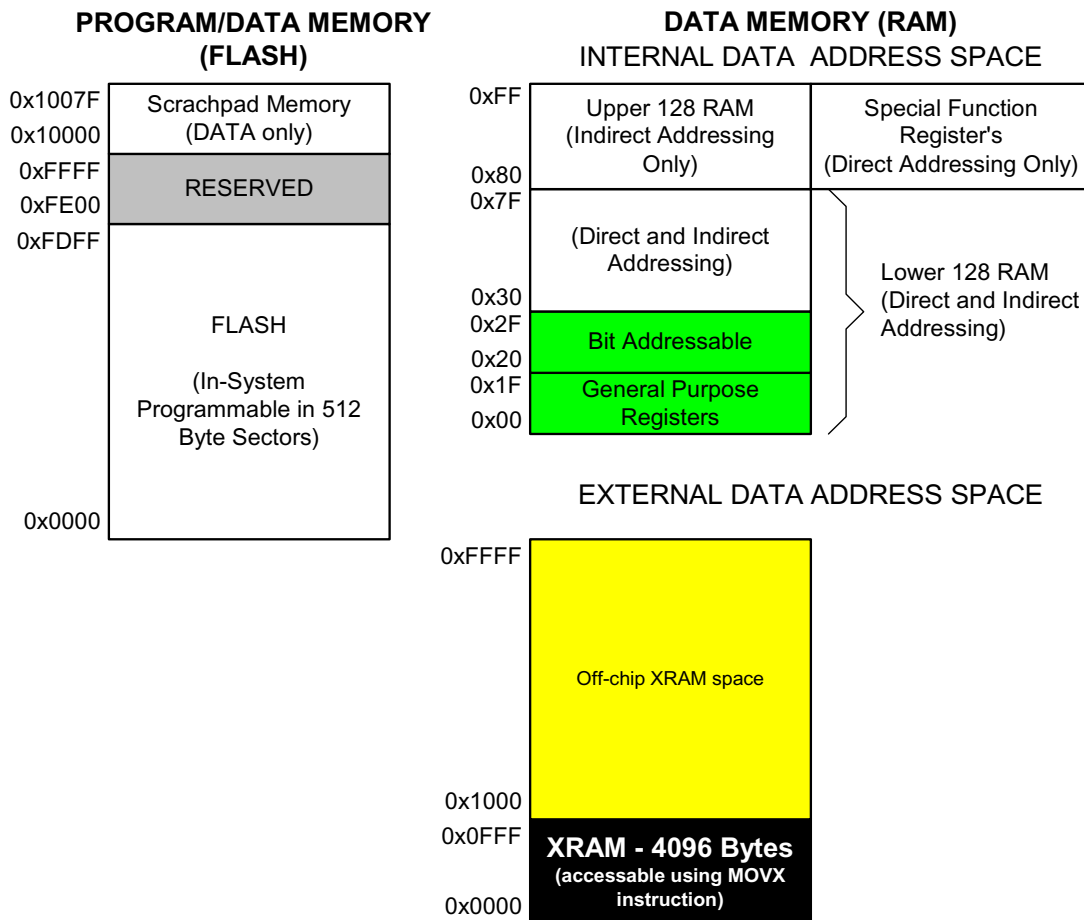 PROGRAM/DATA MEMORY
(FLASH)
0x1007F
Scrachpad Memory
(DATA only)
0x10000
0xFFFF
RESERVED
0xFE00
0xFDFF
FLASH
(In-System
Programmable in 512
Byte Sectors)
0x0000
DATA MEMORY (RAM)
INTERNAL DATA ADDRESS SPACE
0xFF
Upper 128 RAM
(Indirect Addressing
Only)
0x80
Special Function
Register's
(Direct Addressing Only)
0x7F
(Direct and Indirect
Addressing)
0x30
0x2F
Bit Addressable
0x20
0x1F
General Purpose
Registers
0x00
Lower 128 RAM
(Direct and Indirect
Addressing)
EXTERNAL DATA ADDRESS SPACE
0xFFFF
Off-chip XRAM space
0x1000
0x0FFF
XRAM - 4096 Bytes
(accessable using MOVX
instruction)
0x0000